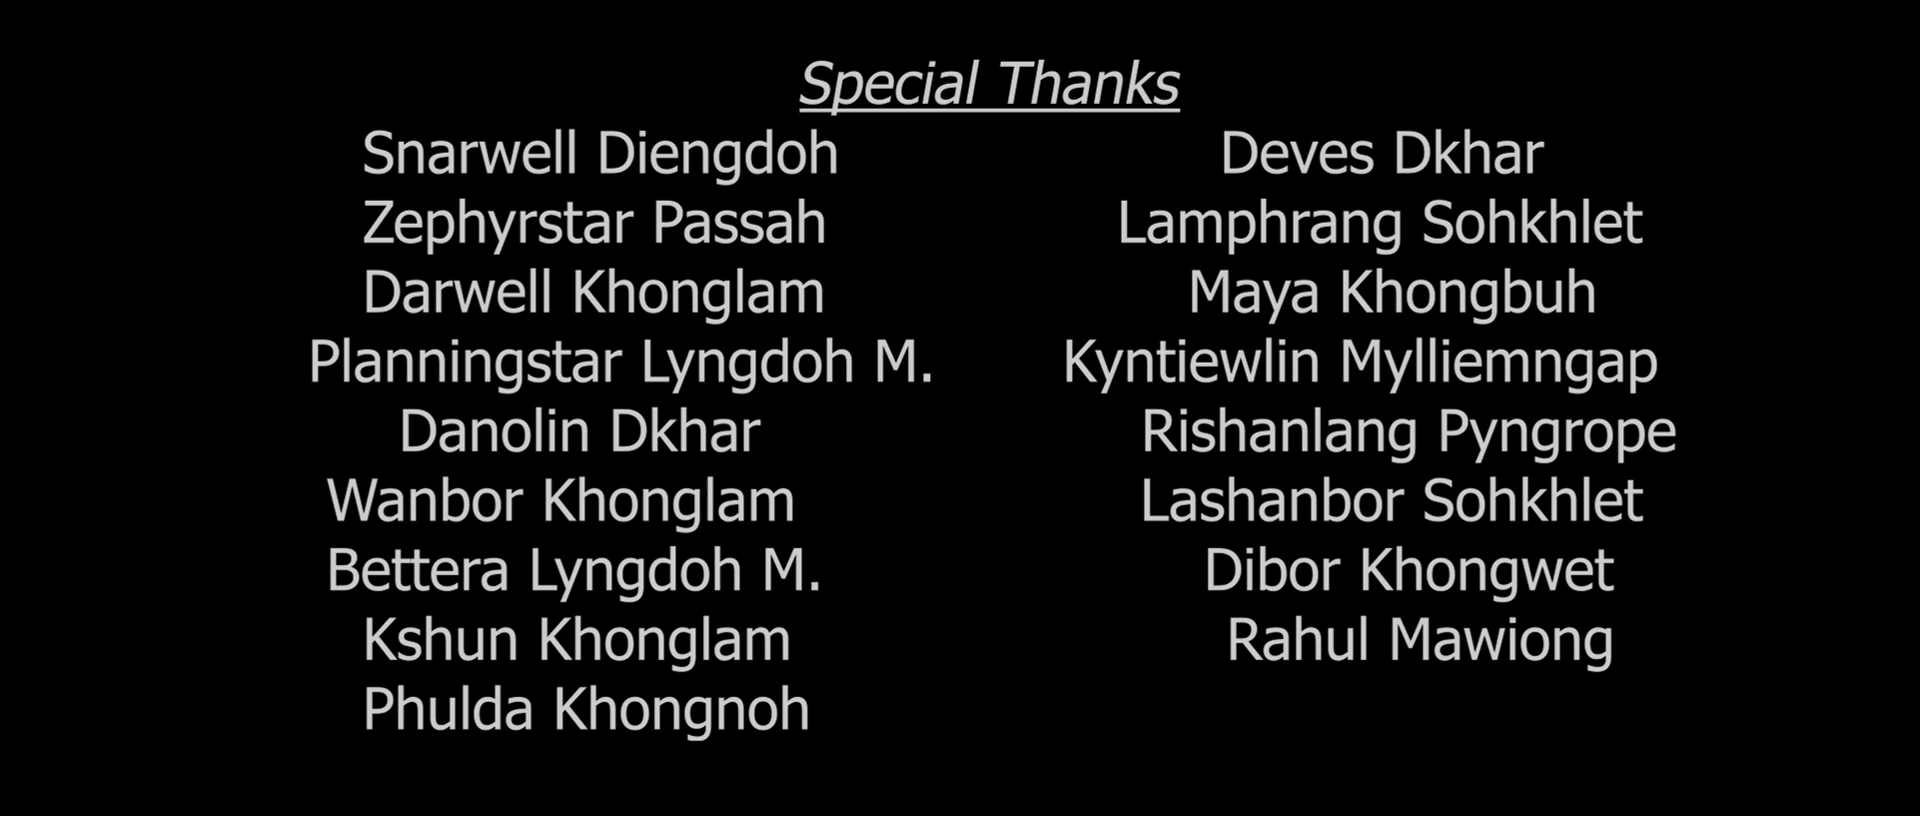 Special Thanks
Snarwell Diengdoh
Zephyrstar Passah
Darwell Khonglam
Planningstar Lyngdoh M.
Danolin Dkhar
Wanbor Khonglam
Bettera Lyngdoh M.
Kshun Khonglam
Phulda Khongnoh
Deves Dkhar
Lamphrang Sohkhlet
Maya Khongbuh
Kyntiewlin Mylliemngap
Rishanlang Pyngrope
Lashanbor Sohkhlet
Dibor Khongwet
Rahul Mawiong